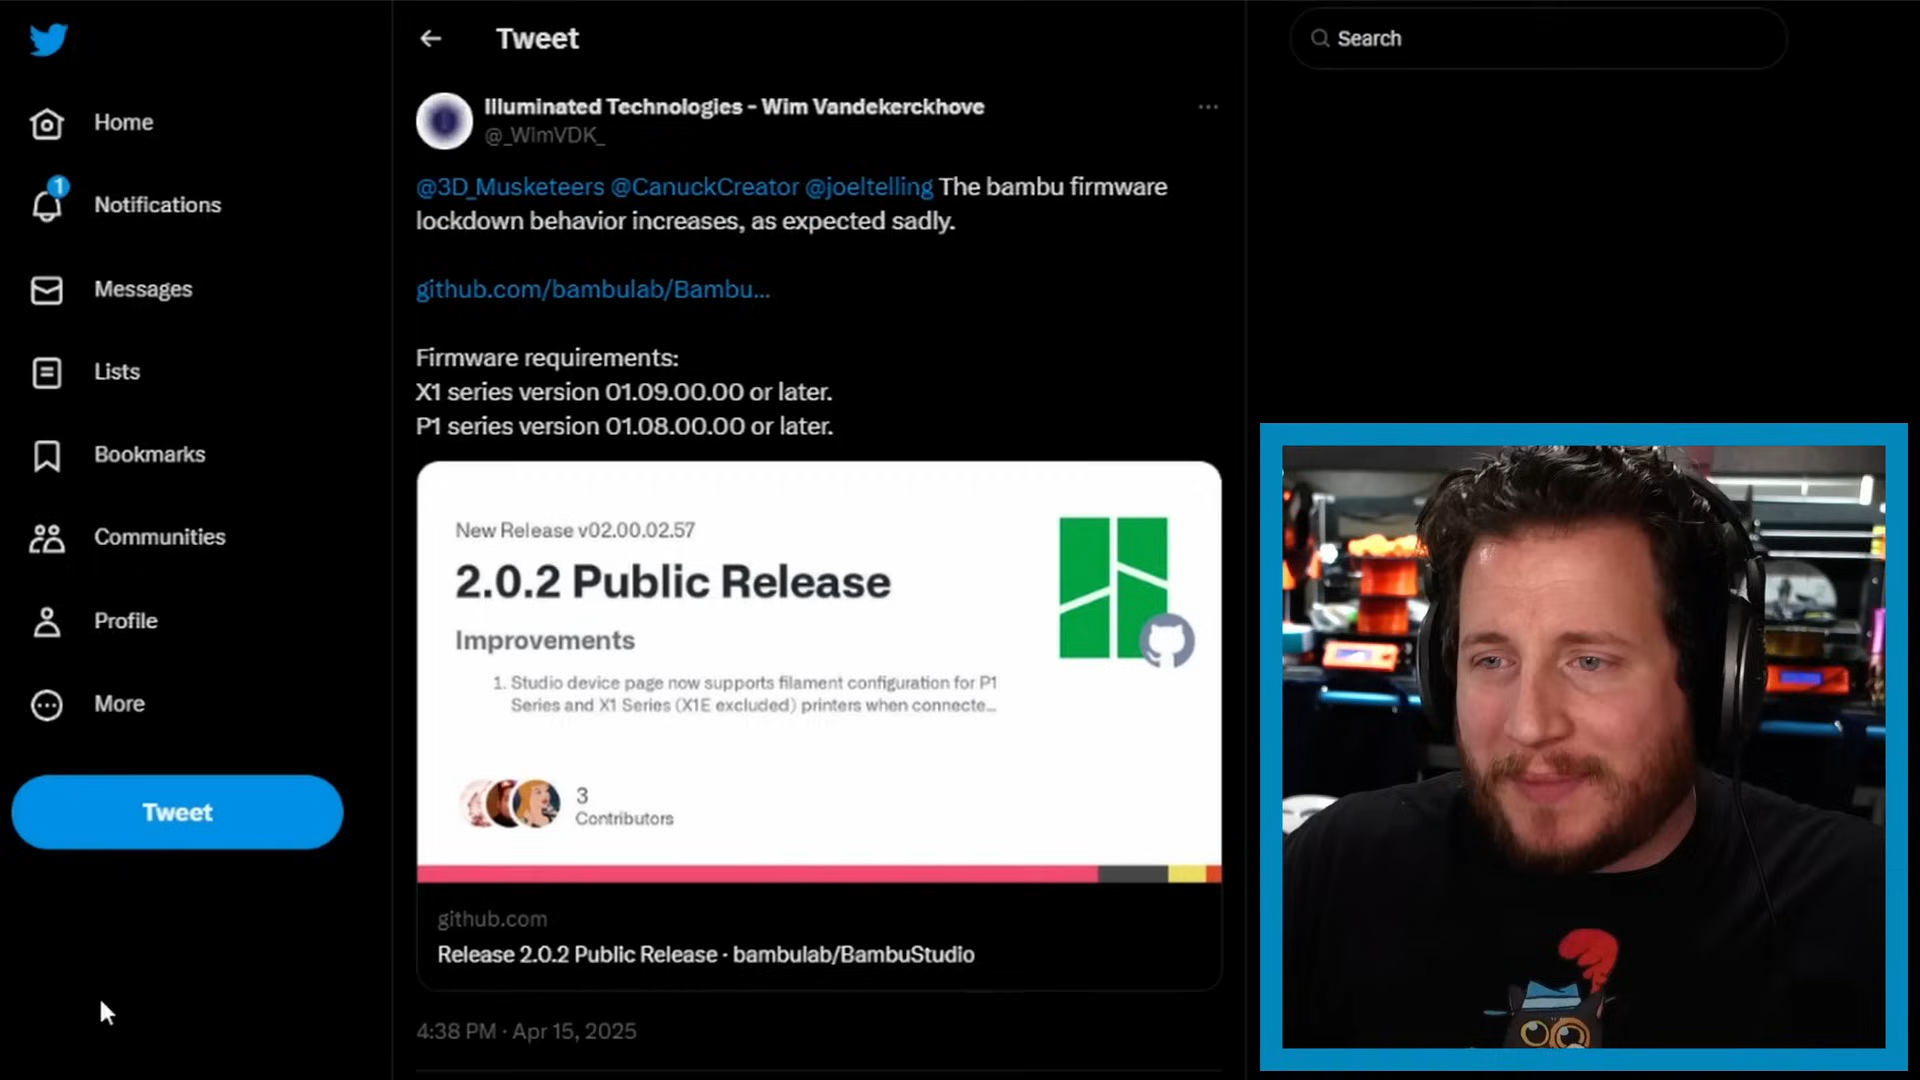 Tweet
Search
Home
1
Notifications
Messages
Lists
Bookmarks
Communities
Profile
More
Tweet
Illuminated Technologies - Wim Vandekerckhove
@_WimVDK_
@3D_Musketeers @CanuckCreator @joeltelling The bambu firmware
lockdown behavior increases, as expected sadly.
github.com/bambulab/Bambu...
Firmware requirements:
X1 series version 01.09.00.00 or later.
P1 series version 01.08.00.00 or later.
New Release v02.00.02.57
2.0.2 Public Release
Improvements
1. Studio device page now supports filament configuration for P1
Series and X1 Series (X1E excluded) printers when connecte...
3
Contributors
github.com
Release 2.0.2 Public Release · bambulab/BambuStudio
4:38 PM · Apr 15, 2025